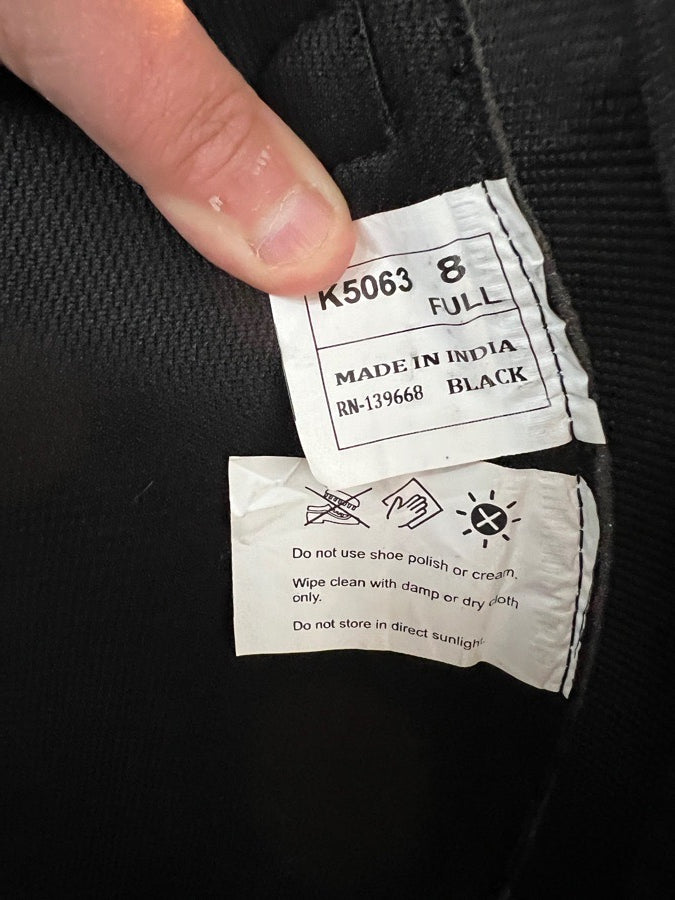 K5063 8
FULL
MADE IN INDIA
RN-139668 BLACK
Do not use shoe polish or cream.
Wipe clean with damp or dry cloth
only.
Do not store in direct sunlight.